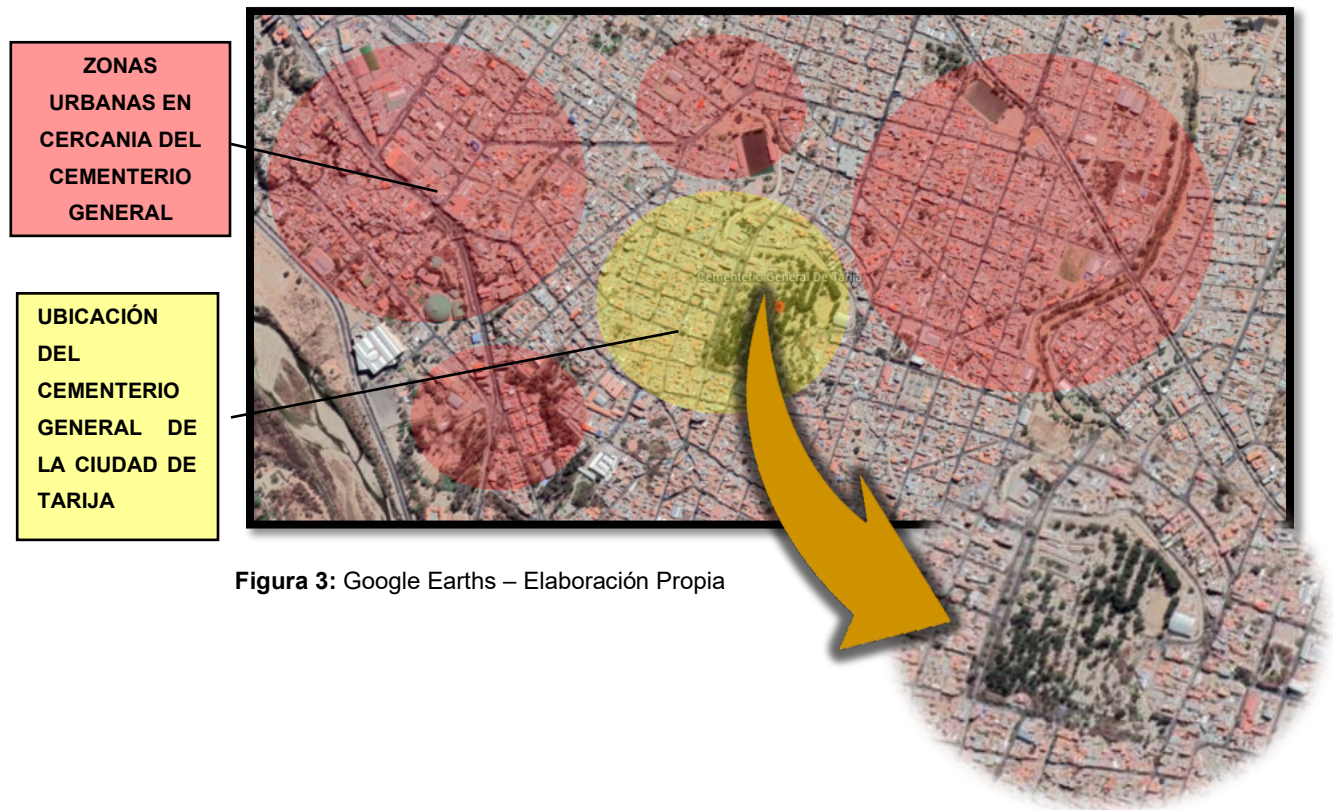 ZONAS
URBANAS EN
CERCANIA DEL
CEMENTERIO
GENERAL
UBICACIÓN
DEL
CEMENTERIO
GENERAL DE
LA CIUDAD DE
TARIJA
Cementerio General De Tarija
Figura 3: Google Earths – Elaboración Propia